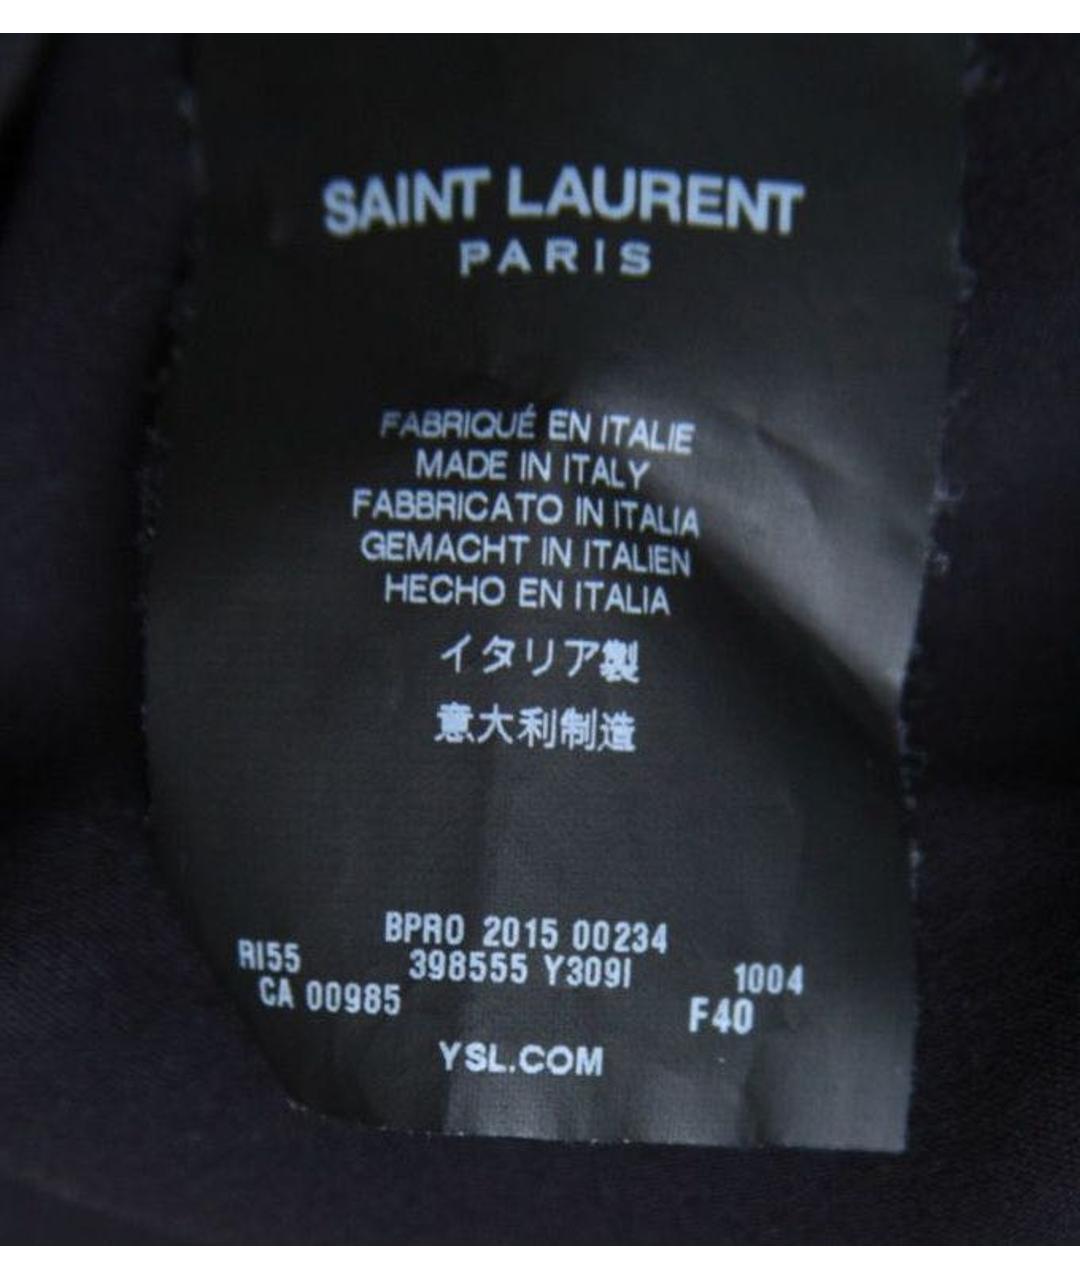 SAINT LAURENT
PARIS
FABRIQUÉ EN ITALIE
MADE IN ITALY
FABBRICATO IN ITALIA
GEMACHT IN ITALIEN
HECHO EN ITALIA
イタリア製
意大利制造
BPRO 2015 00234
RI55 398555 Y309I 1004
CA 00985 F40
YSL.COM